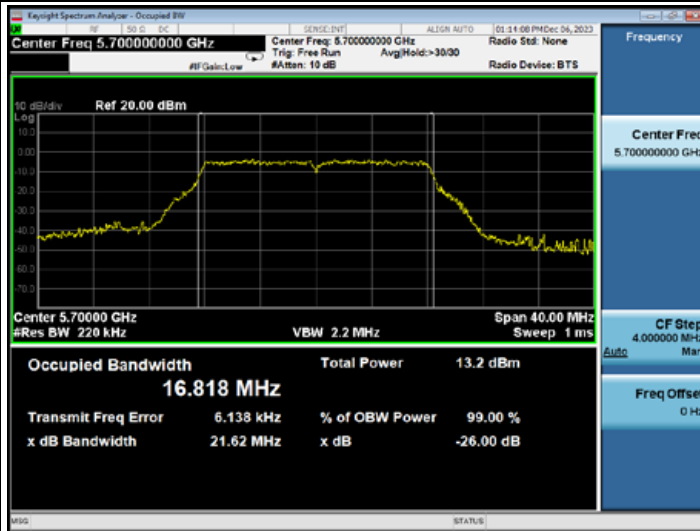 Keysight Spectrum Analyzer - Occupied BW
RF 50 Ω DC SENSE:INT ALIGN AUTO 01:14:08 PM Dec 06, 2023
Center Freq 5.700000000 GHz
Center Freq: 5.700000000 GHz Radio Std: None
Trig: Free Run Avg|Hold:>30/30
#IFGain:Low #Atten: 10 dB Radio Device: BTS
10 dB/div Ref 20.00 dBm
Log
10.0
0.00
-10.0
-20.0
-30.0
-40.0
-50.0
-60.0
-70.0
Center 5.70000 GHz Span 40.00 MHz
#Res BW 220 kHz VBW 2.2 MHz Sweep 1 ms
Occupied Bandwidth Total Power 13.2 dBm
16.818 MHz
Transmit Freq Error 6.138 kHz % of OBW Power 99.00 %
x dB Bandwidth 21.62 MHz x dB -26.00 dB
MSG STATUS
Frequency
Center Freq
5.700000000 GHz
CF Step
4.000000 MHz
Auto Man
Freq Offset
0 Hz